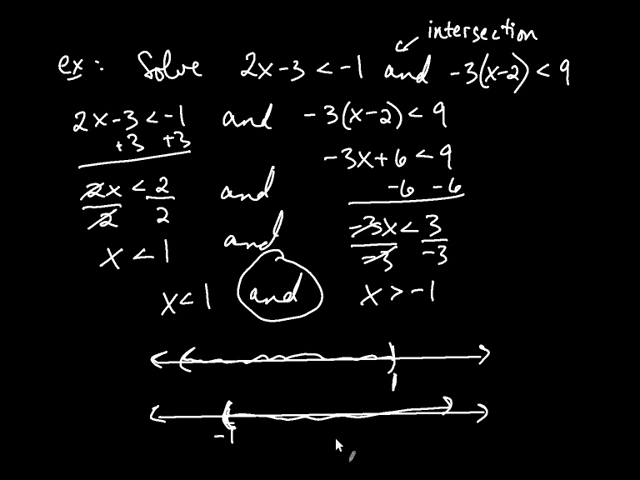 intersection
ex: Solve 2x-3 < -1 and -3(x-2) < 9
2x-3 < -1 and -3(x-2) < 9
+3 +3
-3x+6 < 9
-6 -6
2x/2 < 2/2 and
-3x/-3 < 3/-3
x < 1 and
x < 1 and x > -1
1
-1